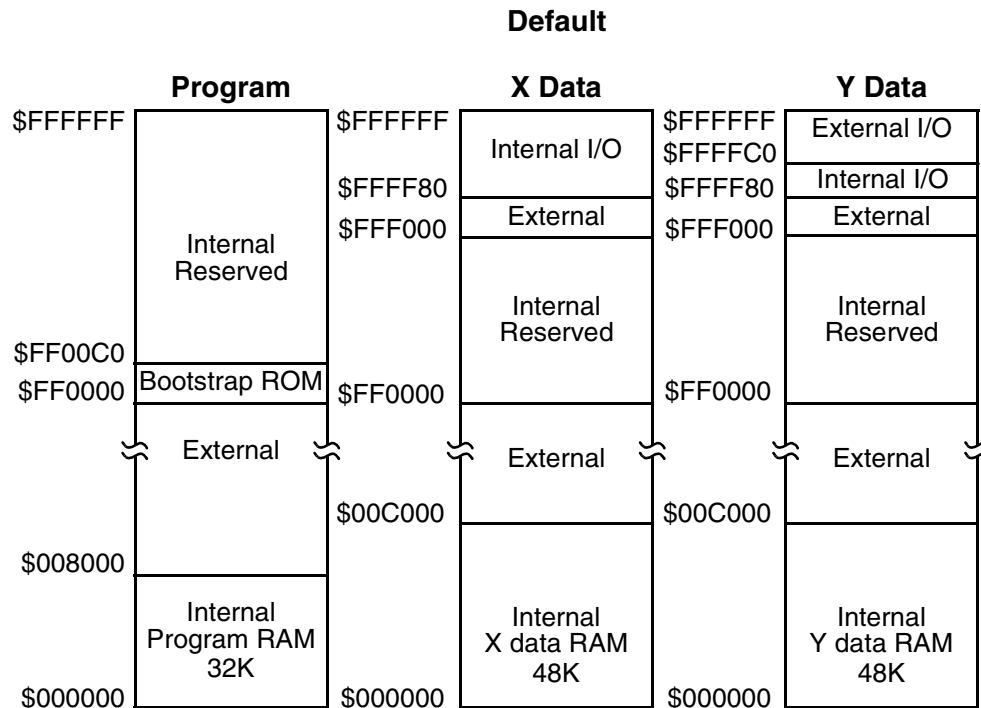 Default
Program
X Data
Y Data
$FFFFFF
Internal
Reserved
$FF00C0
$FF0000
Bootstrap ROM
External
$008000
Internal
Program RAM
32K
$000000
$FFFFFF
Internal I/O
$FFFF80
External
$FFF000
Internal
Reserved
$FF0000
External
$00C000
Internal
X data RAM
48K
$000000
$FFFFFF
External I/O
$FFFFC0
Internal I/O
$FFFF80
External
$FFF000
Internal
Reserved
$FF0000
External
$00C000
Internal
Y data RAM
48K
$000000